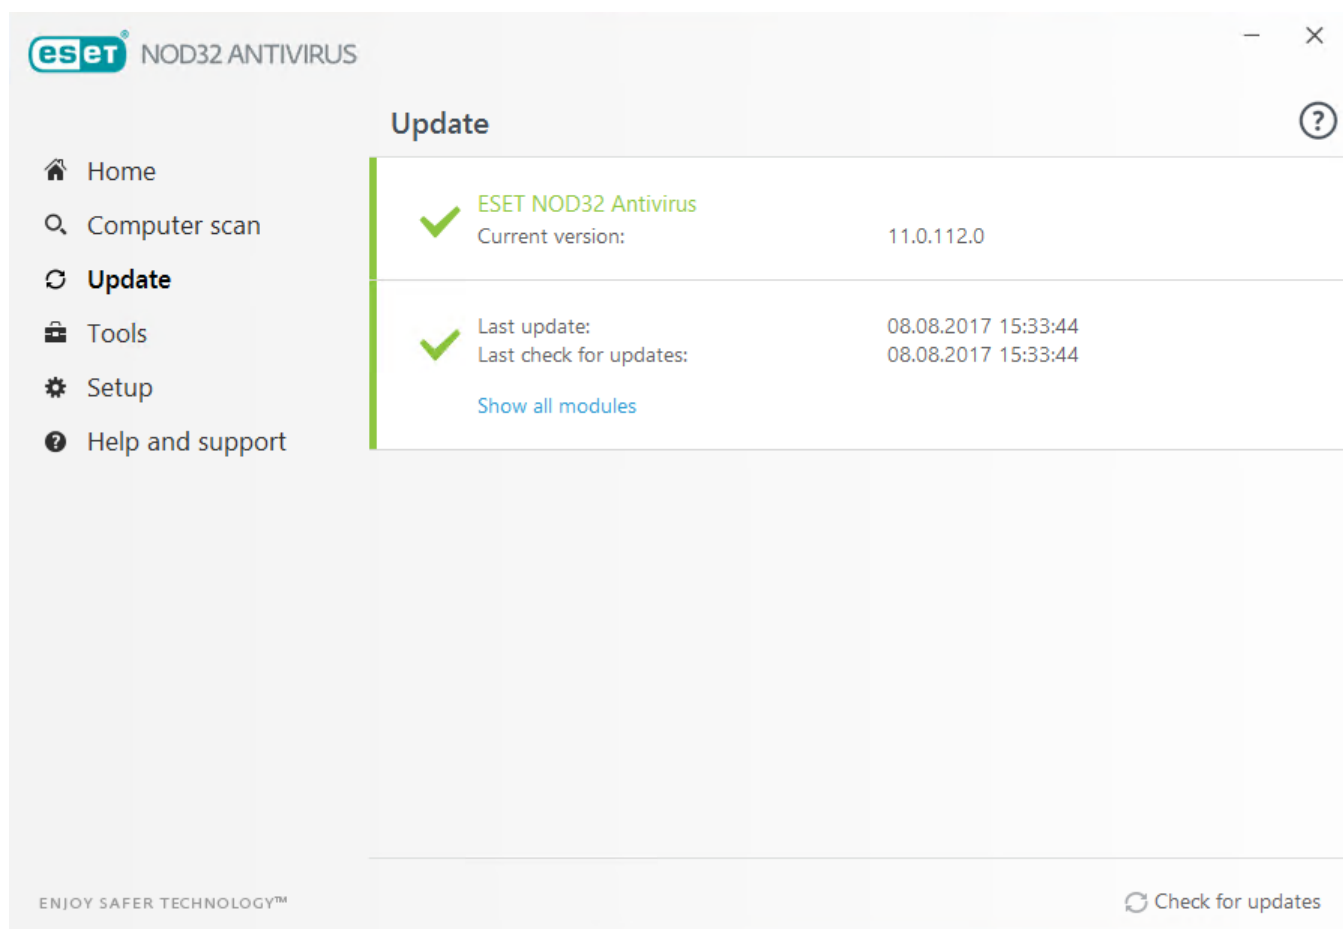 eset® NOD32 ANTIVIRUS
Update
?
Home
Computer scan
Update
Tools
Setup
Help and support
ESET NOD32 Antivirus
Current version: 11.0.112.0
Last update: 08.08.2017 15:33:44
Last check for updates: 08.08.2017 15:33:44
Show all modules
ENJOY SAFER TECHNOLOGY™
Check for updates